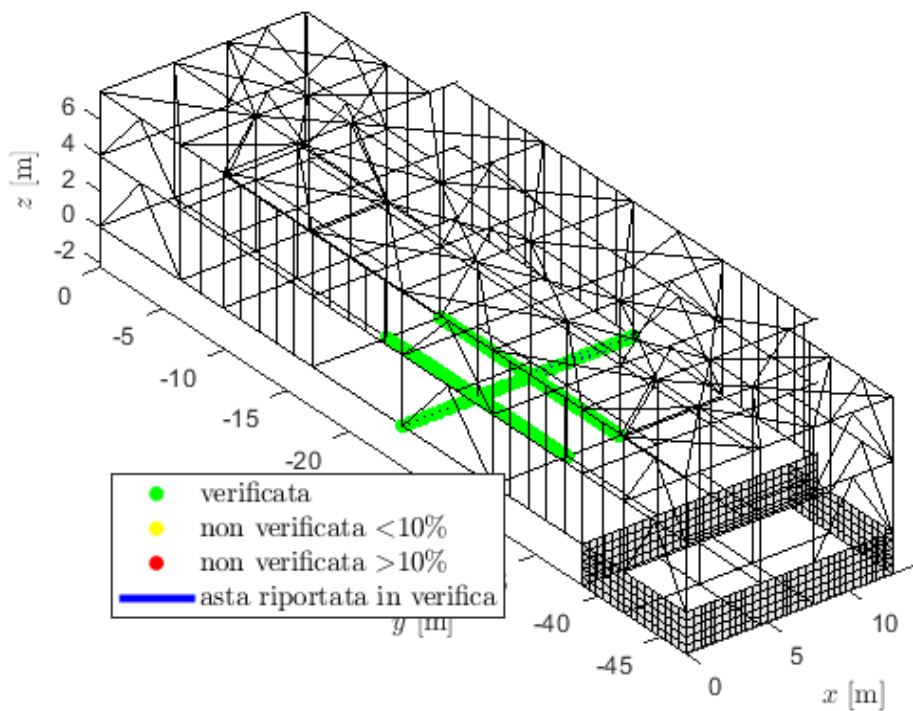 6
4
2
0
-2
z [m]
0
-5
-10
-15
-20
verificata
non verificata <10%
non verificata >10%
asta riportata in verifica
y [m]
-40
-45
0
5
10
x [m]